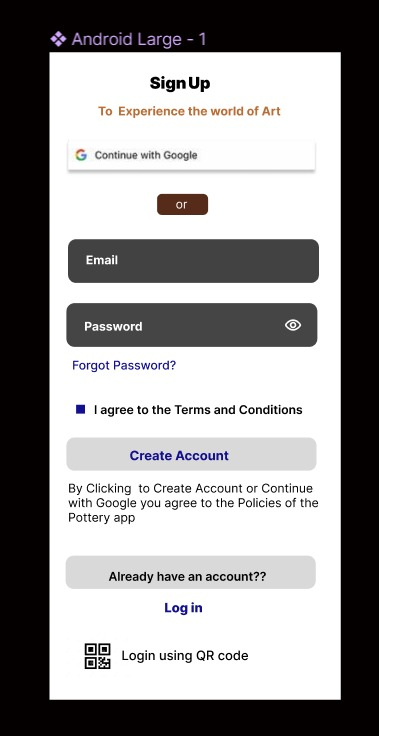 Android Large - 1
Sign Up
To Experience the world of Art
Continue with Google
or
Email
Password
Forgot Password?
I agree to the Terms and Conditions
Create Account
By Clicking to Create Account or Continue
with Google you agree to the Policies of the
Pottery app
Already have an account??
Log in
Login using QR code